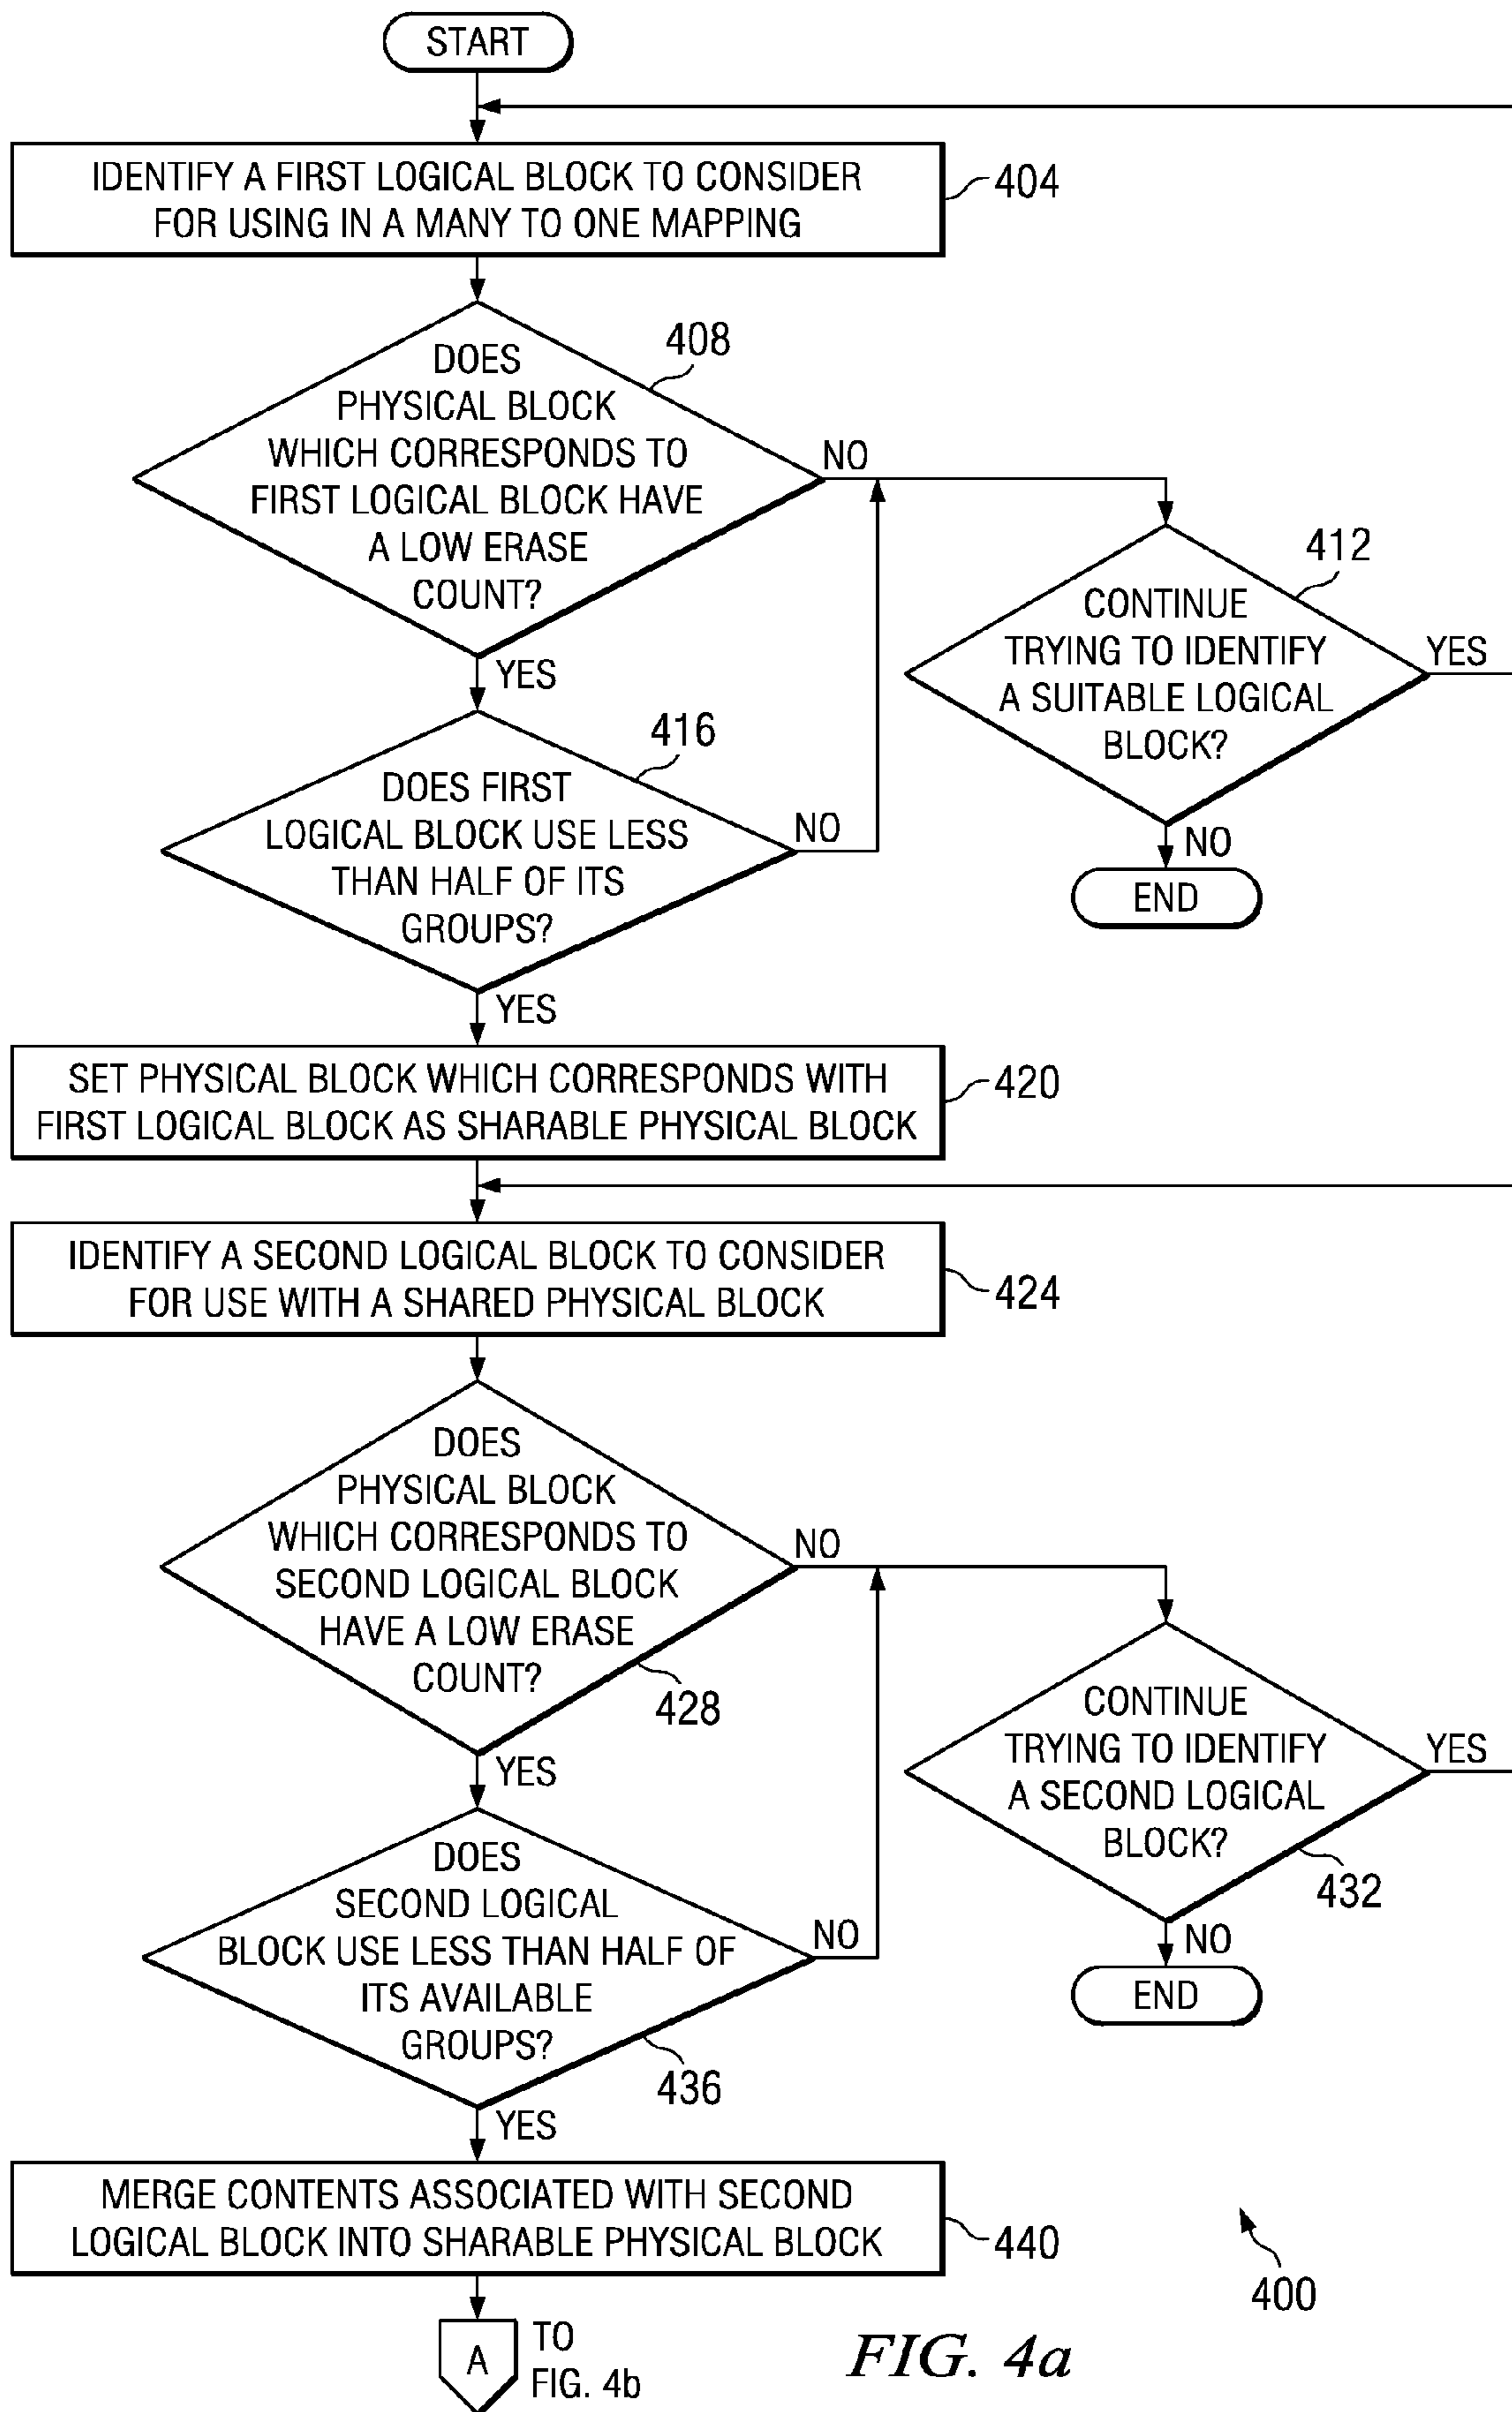 START
IDENTIFY A FIRST LOGICAL BLOCK TO CONSIDER
FOR USING IN A MANY TO ONE MAPPING
404
DOES
PHYSICAL BLOCK
WHICH CORRESPONDS TO
FIRST LOGICAL BLOCK HAVE
A LOW ERASE
COUNT?
408
NO
YES
412
CONTINUE
TRYING TO IDENTIFY
A SUITABLE LOGICAL
BLOCK?
YES
NO
END
416
DOES FIRST
LOGICAL BLOCK USE LESS
THAN HALF OF ITS
GROUPS?
NO
YES
SET PHYSICAL BLOCK WHICH CORRESPONDS WITH
FIRST LOGICAL BLOCK AS SHARABLE PHYSICAL BLOCK
420
IDENTIFY A SECOND LOGICAL BLOCK TO CONSIDER
FOR USE WITH A SHARED PHYSICAL BLOCK
424
DOES
PHYSICAL BLOCK
WHICH CORRESPONDS TO
SECOND LOGICAL BLOCK
HAVE A LOW ERASE
COUNT?
428
NO
YES
CONTINUE
TRYING TO IDENTIFY
A SECOND LOGICAL
BLOCK?
432
YES
NO
END
DOES
SECOND LOGICAL
BLOCK USE LESS THAN HALF OF
ITS AVAILABLE
GROUPS?
436
NO
YES
MERGE CONTENTS ASSOCIATED WITH SECOND
LOGICAL BLOCK INTO SHARABLE PHYSICAL BLOCK
440
400
A
TO
FIG. 4b
FIG. 4a